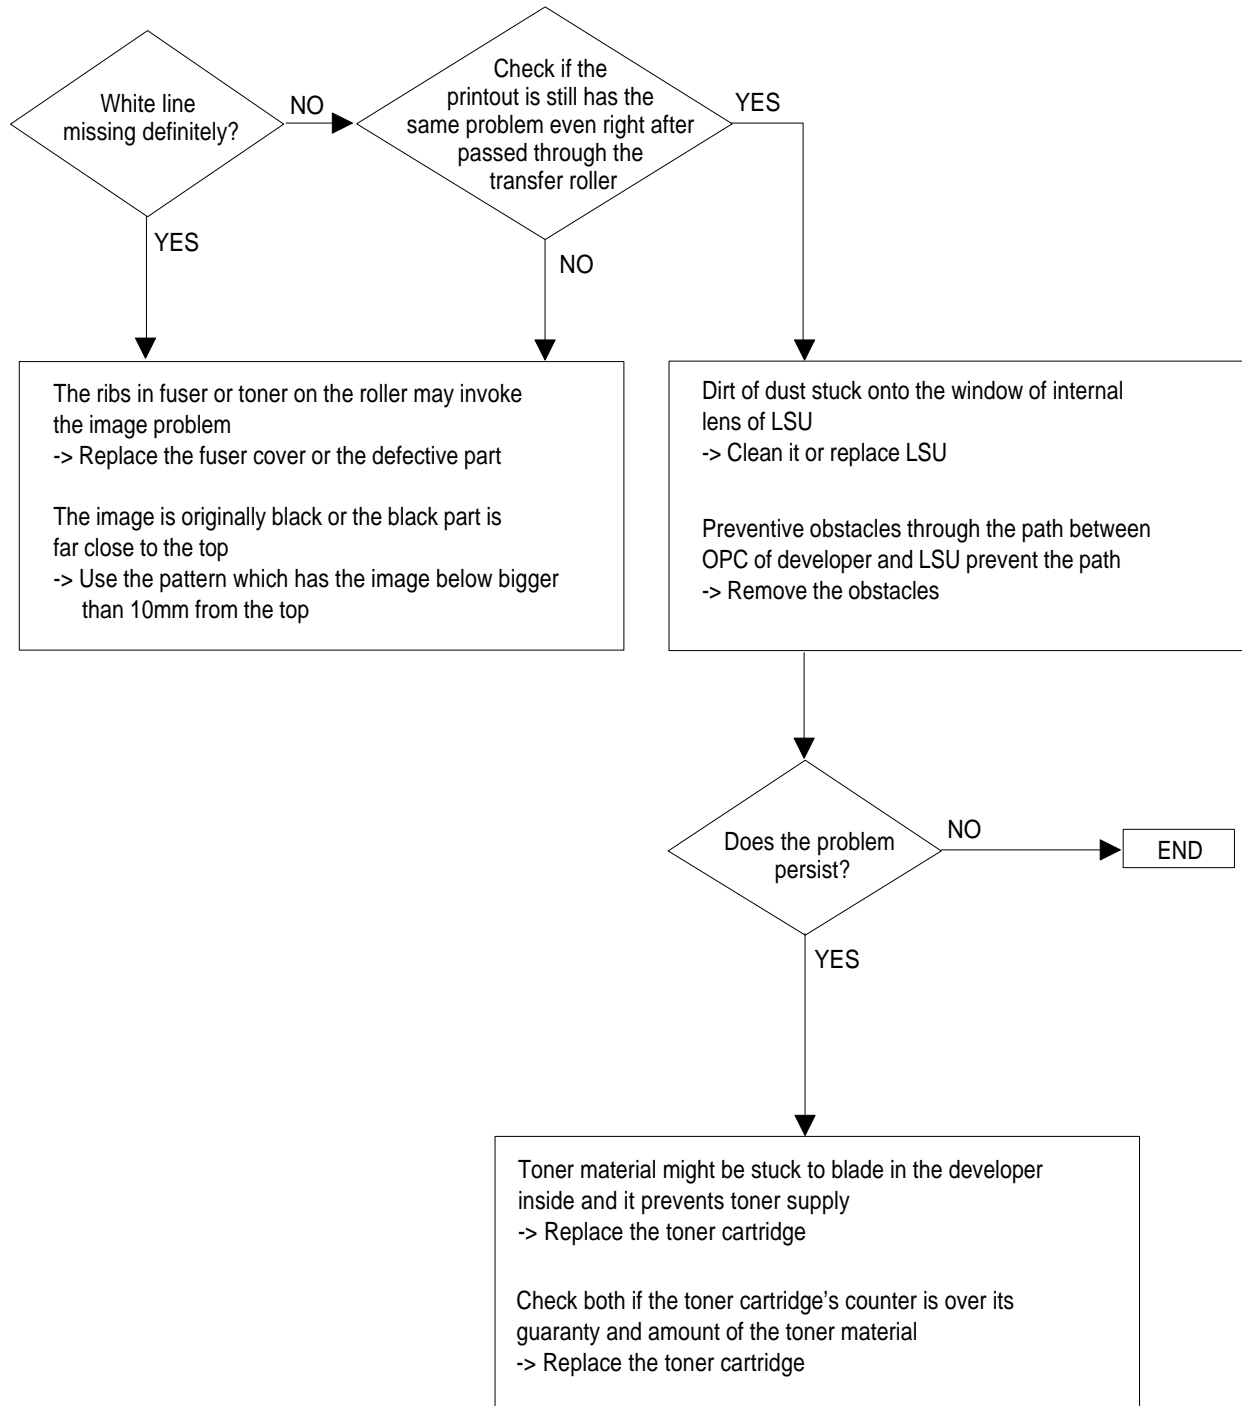 White line
missing definitely?
NO
Check if the
printout is still has the
same problem even right after
passed through the
transfer roller
YES
YES
NO
The ribs in fuser or toner on the roller may invoke
the image problem
-> Replace the fuser cover or the defective part
The image is originally black or the black part is
far close to the top
-> Use the pattern which has the image below bigger
than 10mm from the top
Dirt of dust stuck onto the window of internal
lens of LSU
-> Clean it or replace LSU
Preventive obstacles through the path between
OPC of developer and LSU prevent the path
-> Remove the obstacles
Does the problem
persist?
NO
END
YES
Toner material might be stuck to blade in the developer
inside and it prevents toner supply
-> Replace the toner cartridge
Check both if the toner cartridge’s counter is over its
guaranty and amount of the toner material
-> Replace the toner cartridge